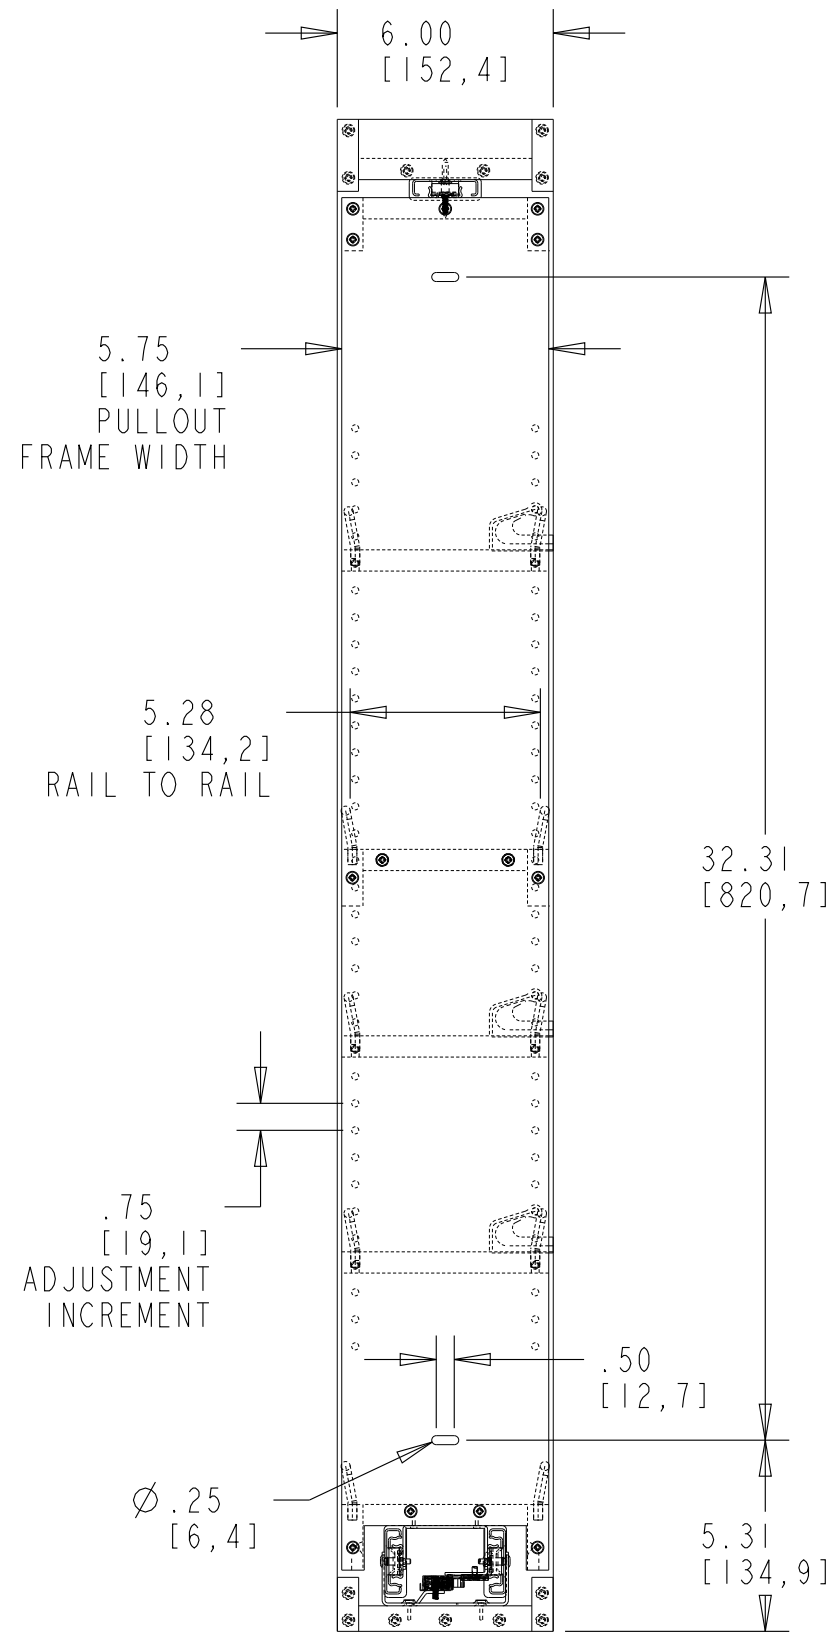 6.00
[152,4]
5.75
[146,1]
PULLOUT
FRAME WIDTH
5.28
[134,2]
RAIL TO RAIL
32.31
[820,7]
.75
[19,1]
ADJUSTMENT
INCREMENT
.50
[12,7]
Ø.25
[6,4]
5.31
[134,9]